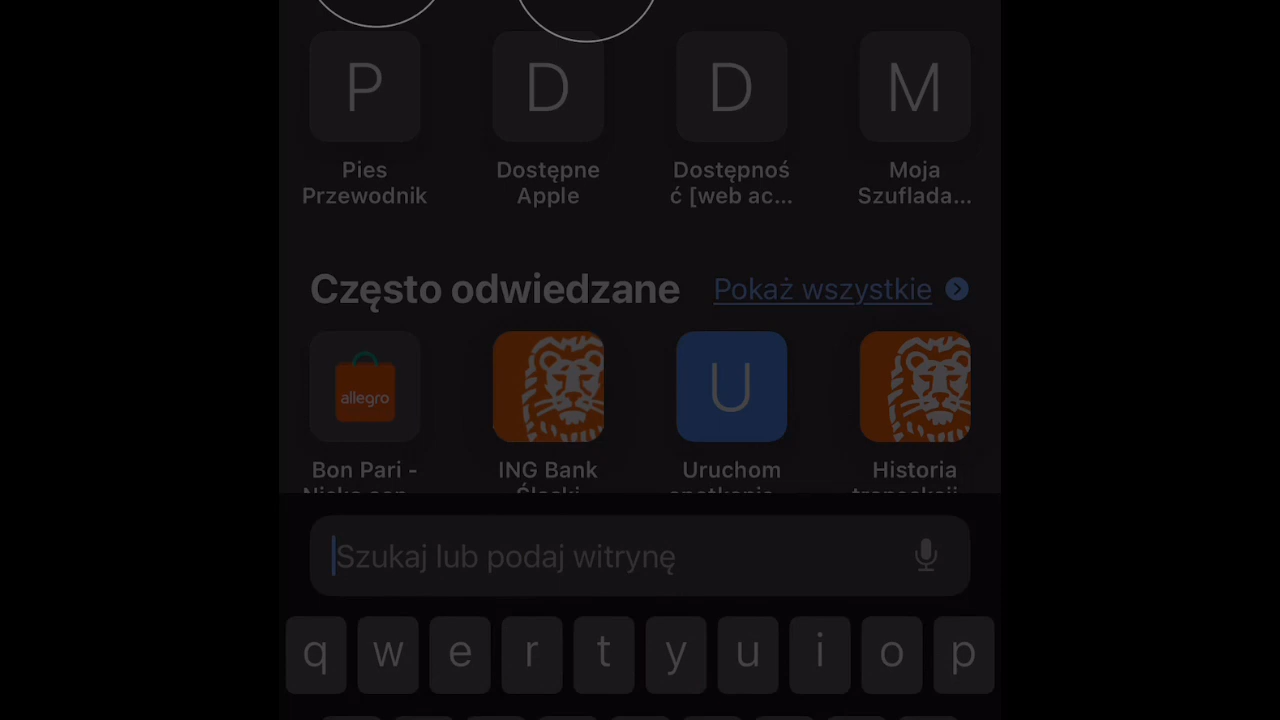 P D D M
Pies Dostępne Dostępnoś Moja
Przewodnik Apple ć [web ac... Szuflada...
Często odwiedzane Pokaż wszystkie
allegro U
Bon Pari - ING Bank Uruchom Historia
Szukaj lub podaj witrynę
q w e r t y u i o p